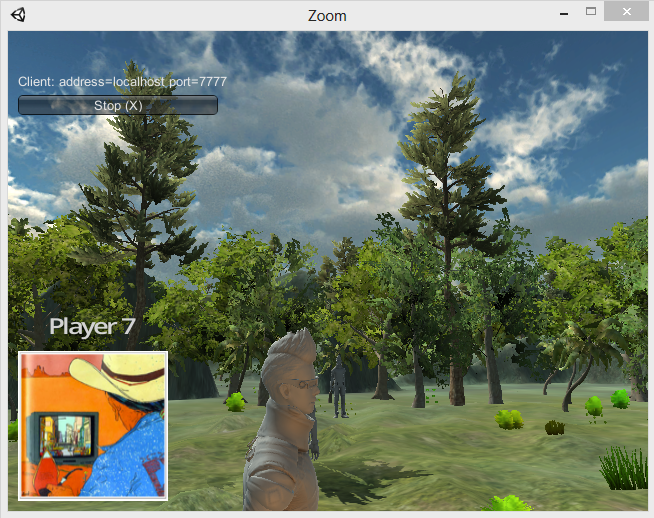 Zoom
Client: address=localhost port=7777
Stop (X)
Player 7